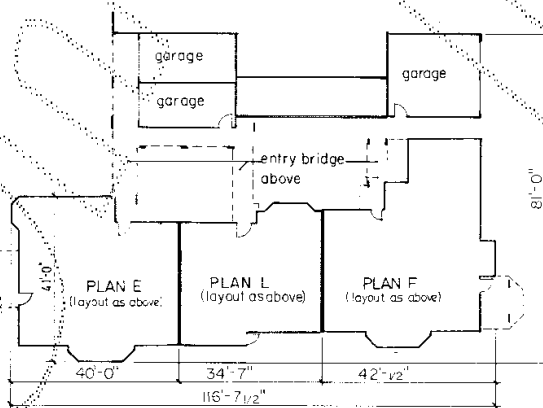 garage
garage
garage
entry bridge
above
81'-0"
41'-0"
PLAN E
(layout as above)
PLAN L
(layout as above)
PLAN F
(layout as above)
40'-0"
34'-7"
42'-1/2"
116'-7 1/2"